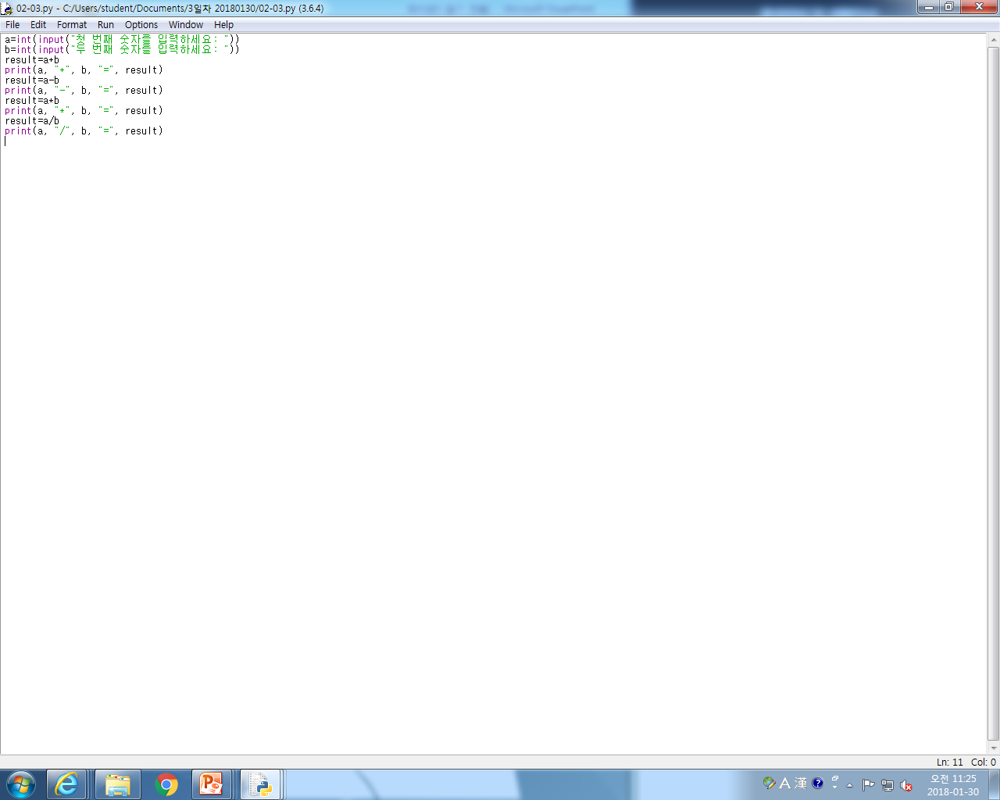 02-03.py - C:/Users/student/Documents/3일차 20180130/02-03.py (3.6.4)
File Edit Format Run Options Window Help
a=int(input("첫 번째 숫자를 입력하세요: "))
b=int(input("두 번째 숫자를 입력하세요: "))
result=a+b
print(a, "+", b, "=", result)
result=a-b
print(a, "-", b, "=", result)
result=a*b
print(a, "*", b, "=", result)
result=a/b
print(a, "/", b, "=", result)
Ln: 11 Col: 0
A 漢
오전 11:25
2018-01-30